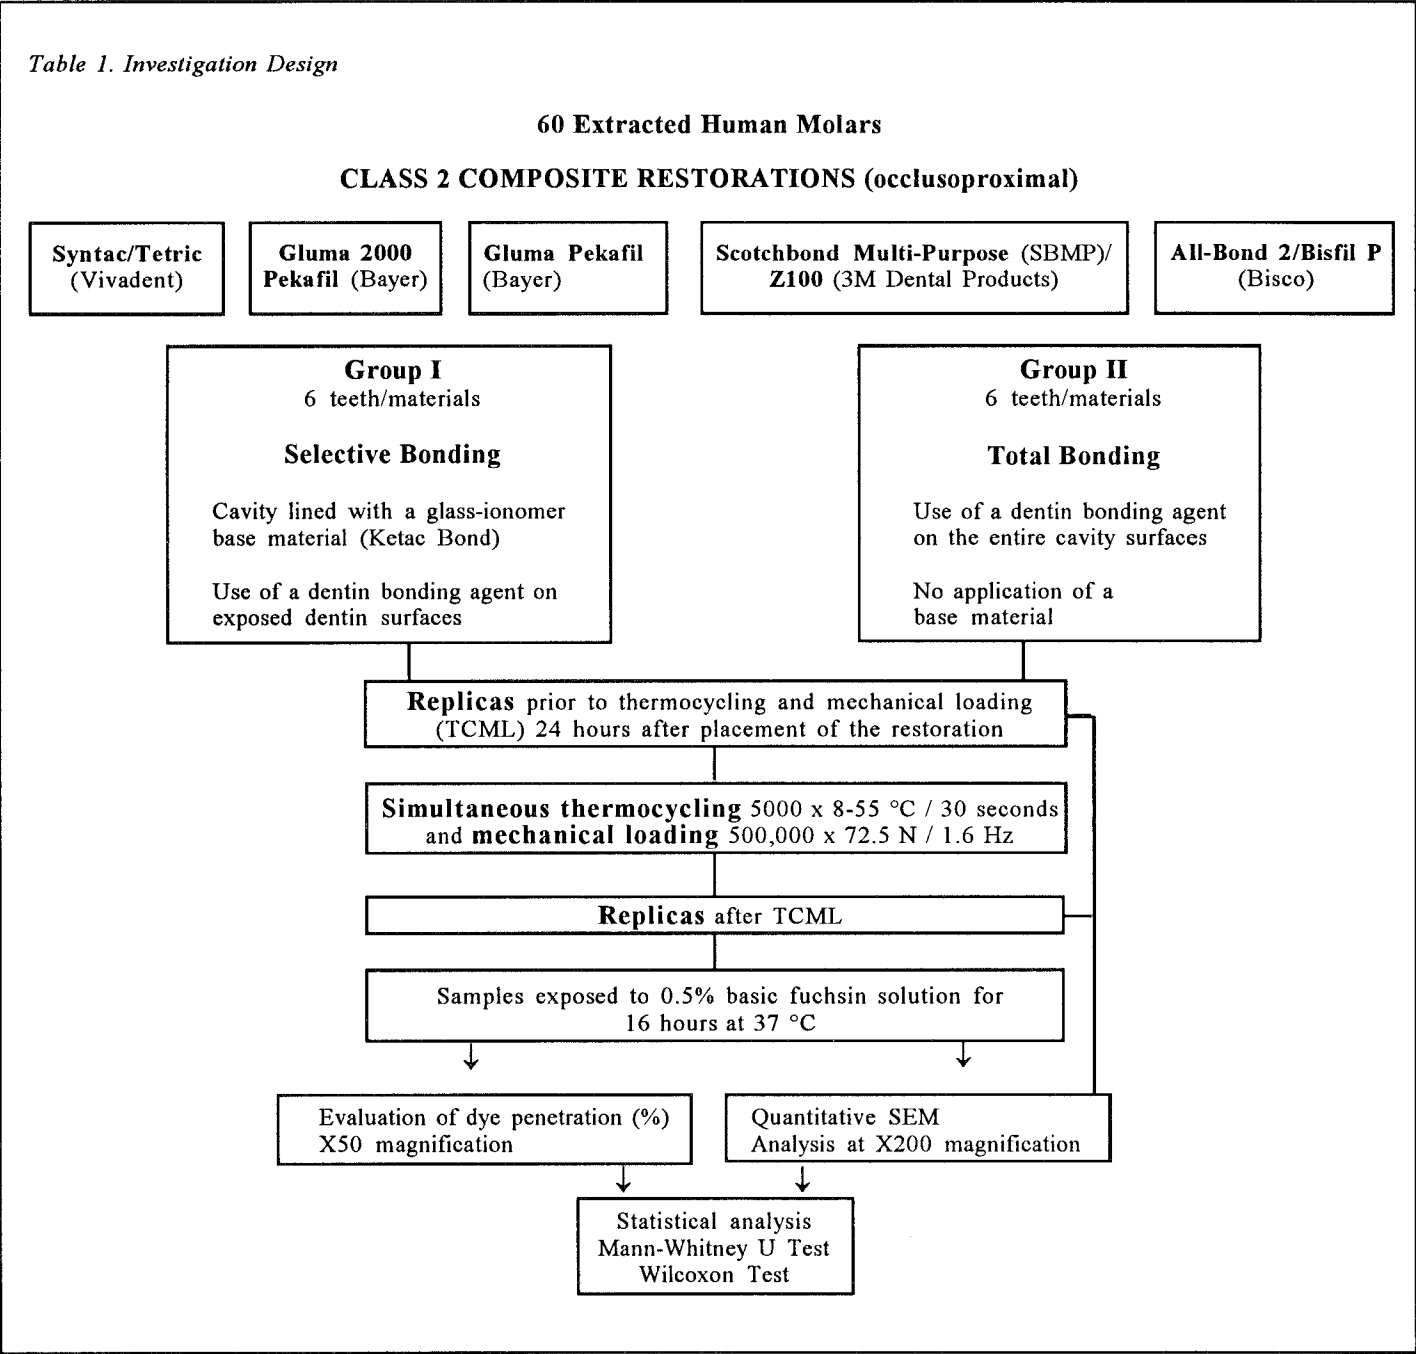 Table 1. Investigation Design
60 Extracted Human Molars
CLASS 2 COMPOSITE RESTORATIONS (occlusoproximal)
Syntac/Tetric
(Vivadent)
Gluma 2000
Pekafil (Bayer)
Gluma Pekafil
(Bayer)
Scotchbond Multi-Purpose (SBMP)/
Z100 (3M Dental Products)
All-Bond 2/Bisfil P
(Bisco)
Group I
6 teeth/materials
Selective Bonding
Cavity lined with a glass-ionomer
base material (Ketac Bond)
Use of a dentin bonding agent on
exposed dentin surfaces
Group II
6 teeth/materials
Total Bonding
Use of a dentin bonding agent
on the entire cavity surfaces
No application of a
base material
Replicas prior to thermocycling and mechanical loading
(TCML) 24 hours after placement of the restoration
Simultaneous thermocycling 5000 x 8-55 °C / 30 seconds
and mechanical loading 500,000 x 72.5 N / 1.6 Hz
Replicas after TCML
Samples exposed to 0.5% basic fuchsin solution for
16 hours at 37 °C
Evaluation of dye penetration (%)
X50 magnification
Quantitative SEM
Analysis at X200 magnification
Statistical analysis
Mann-Whitney U Test
Wilcoxon Test